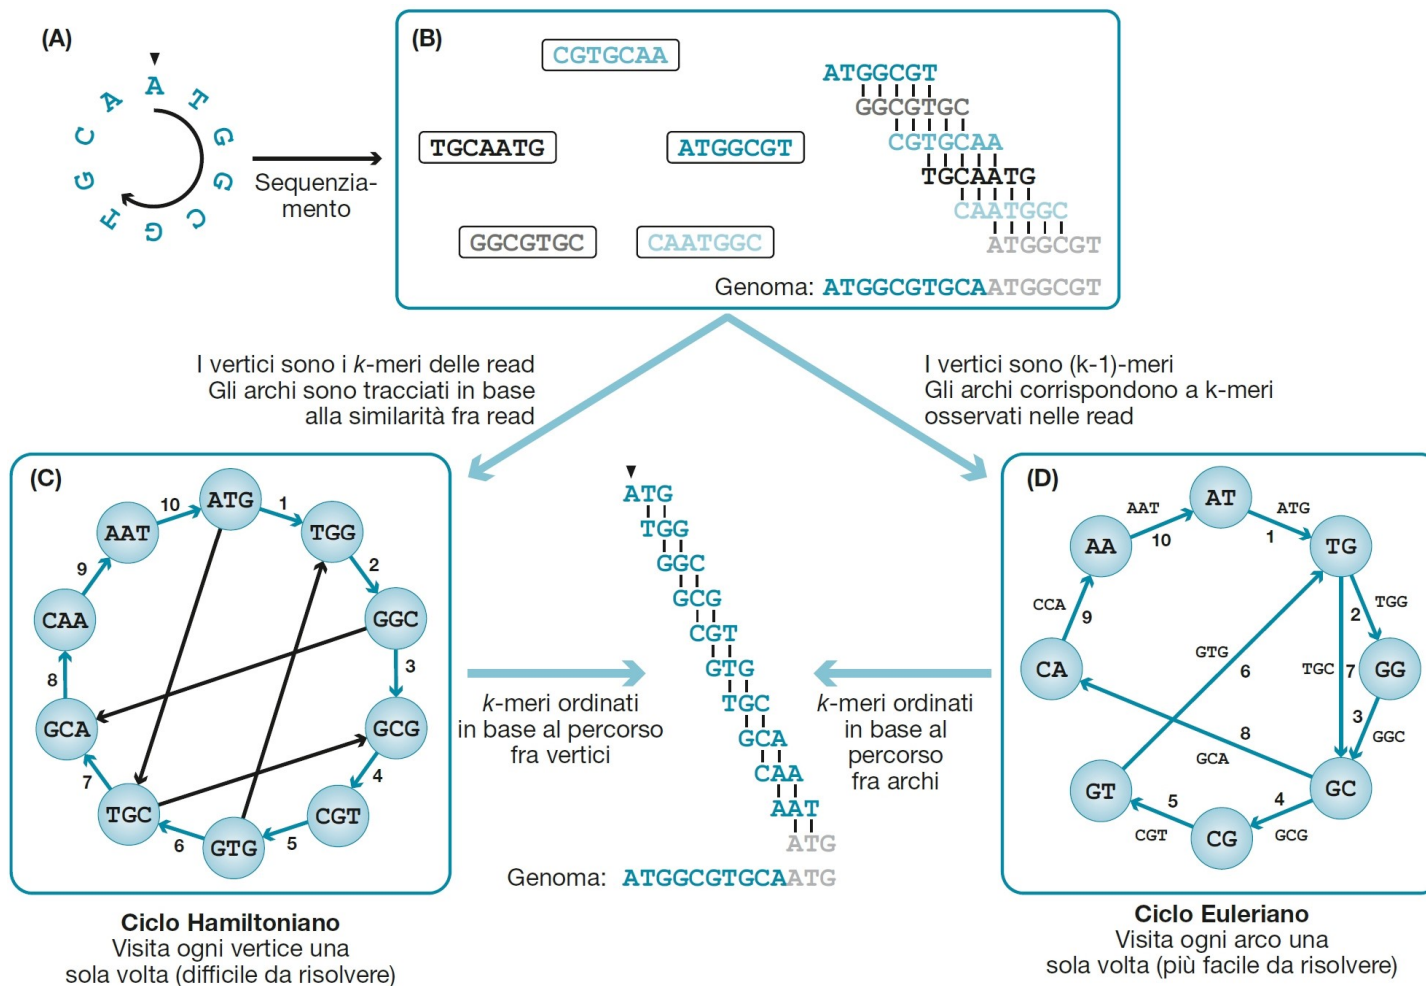 (A)
A
T
G
G
C
G
T
G
C
A
Sequenzia-
mento
(B)
CGTGCAA
TGCAATG
ATGGCGT
GGCGTGC
CAATGGC
ATGGCGT
GGCGTGC
CGTGCAA
TGCAATG
CAATGGC
ATGGCGT
Genoma: ATGGCGTGCAATGGCGT
I vertici sono i k-meri delle read
Gli archi sono tracciati in base
alla similarità fra read
I vertici sono (k-1)-meri
Gli archi corrispondono a k-meri
osservati nelle read
(C)
ATG
1
TGG
2
GGC
3
GCG
4
CGT
5
GTG
6
TGC
7
GCA
8
CAA
9
AAT
10
Ciclo Hamiltoniano
Visita ogni vertice una
sola volta (difficile da risolvere)
k-meri ordinati
in base al percorso
fra vertici
ATG
TGG
GGC
GCG
CGT
GTG
TGC
GCA
CAA
AAT
ATG
Genoma: ATGGCGTGCAATG
k-meri ordinati
in base al
percorso
fra archi
(D)
AT
ATG
1
TG
2
TGG
GG
3
GGC
GC
4
GCG
CG
5
CGT
GT
GTG
6
TGC
7
8
GCA
CA
CCA
9
AA
AAT
10
Ciclo Euleriano
Visita ogni arco una
sola volta (più facile da risolvere)